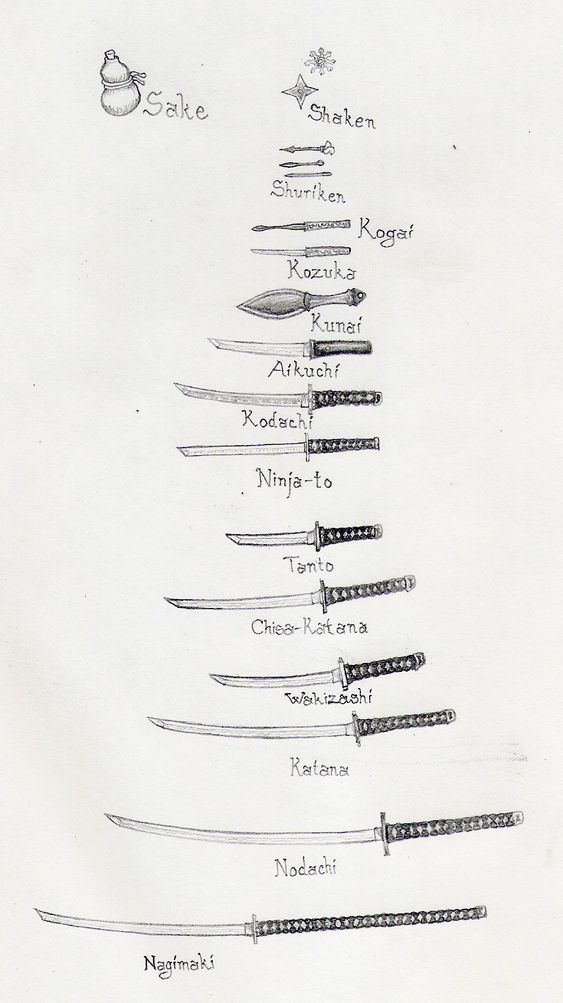 Sake
Shaken
Shuriken
Kogai
Kozuka
Kunai
Aikuchi
Kodachi
Ninja-to
Tanto
Chisa-Katana
Wakizashi
Katana
Nodachi
Nagimaki